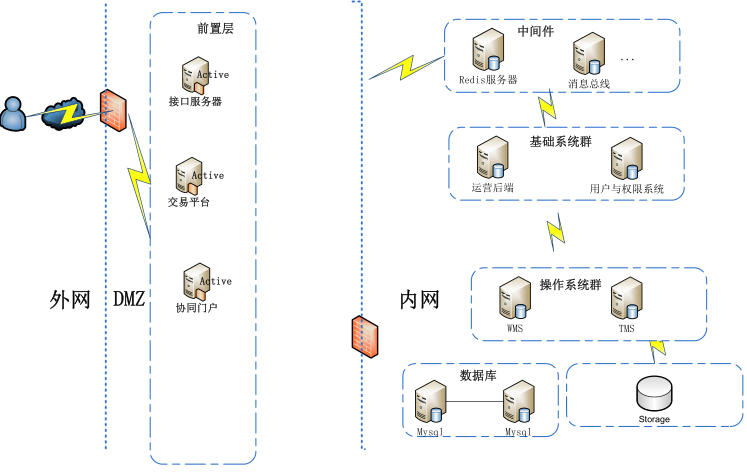 前置层
Active
接口服务器
Active
交易平台
Active
协同门户
外网
DMZ
内网
中间件
Redis服务器
消息总线
...
基础系统群
运营后端
用户与权限系统
操作系统群
WMS
TMS
数据库
Mysql
Mysql
Storage